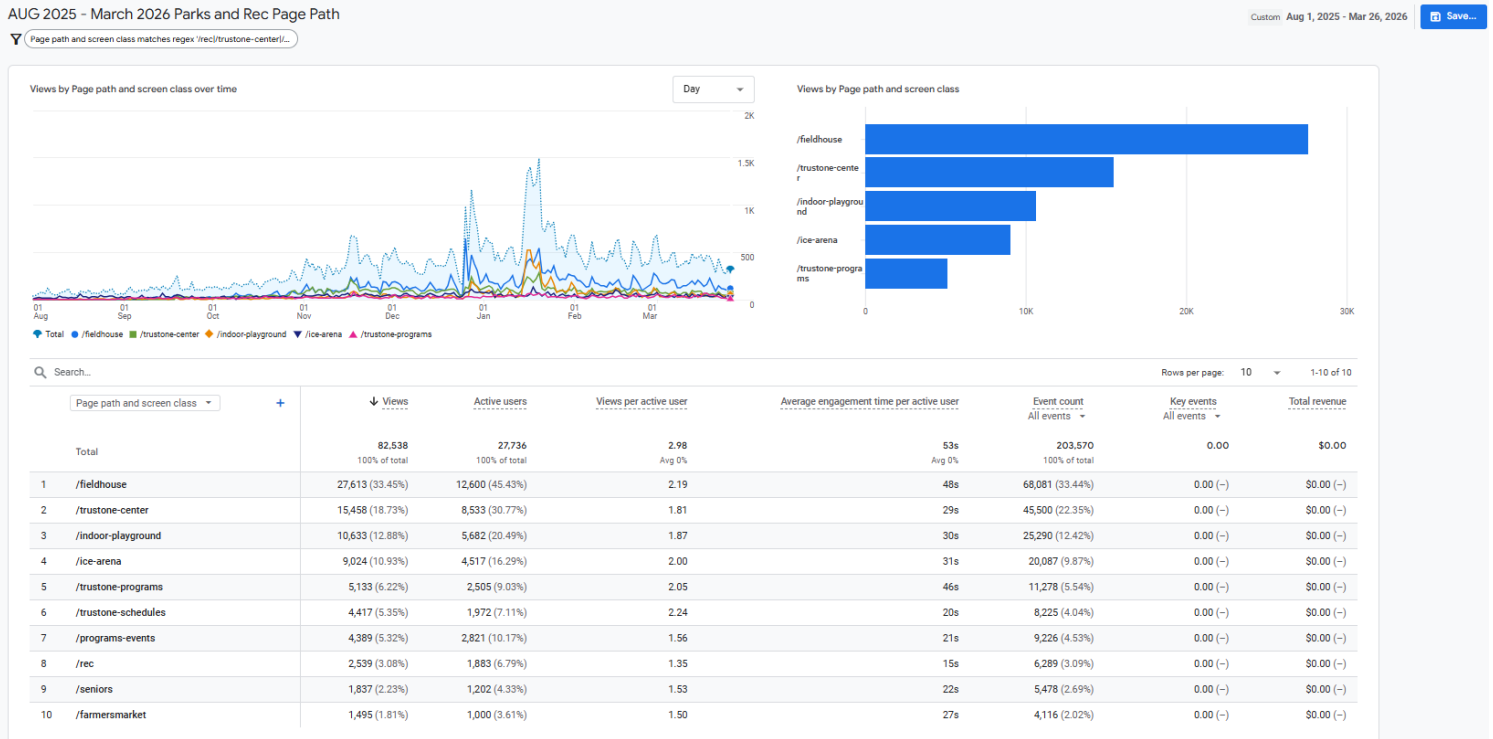 AUG 2025 - March 2026 Parks and Rec Page Path
Custom Aug 1, 2025 - Mar 26, 2026
Save...
Page path and screen class matches regex '/rec|/trustone-center|/...
Views by Page path and screen class over time
Day
2K
1.5K
1K
500
0
01 Aug
01 Sep
01 Oct
01 Nov
01 Dec
01 Jan
01 Feb
01 Mar
Total /fieldhouse /trustone-center /indoor-playground /ice-arena /trustone-programs
Views by Page path and screen class
/fieldhouse
/trustone-cente
r
/indoor-playgrou
nd
/ice-arena
/trustone-progra
ms
0 10K 20K 30K
Search...
Rows per page: 10 1-10 of 10
Page path and screen class + Views Active users Views per active user Average engagement time per active user Event count Key events Total revenue
All events All events
Total 82,538 27,736 2.98 53s 203,570 0.00 $0.00
100% of total 100% of total Avg 0% Avg 0% 100% of total
1 /fieldhouse 27,613 (33.45%) 12,600 (45.43%) 2.19 48s 68,081 (33.44%) 0.00 (–) $0.00 (–)
2 /trustone-center 15,458 (18.73%) 8,533 (30.77%) 1.81 29s 45,500 (22.35%) 0.00 (–) $0.00 (–)
3 /indoor-playground 10,633 (12.88%) 5,682 (20.49%) 1.87 30s 25,290 (12.42%) 0.00 (–) $0.00 (–)
4 /ice-arena 9,024 (10.93%) 4,517 (16.29%) 2.00 31s 20,087 (9.87%) 0.00 (–) $0.00 (–)
5 /trustone-programs 5,133 (6.22%) 2,505 (9.03%) 2.05 46s 11,278 (5.54%) 0.00 (–) $0.00 (–)
6 /trustone-schedules 4,417 (5.35%) 1,972 (7.11%) 2.24 20s 8,225 (4.04%) 0.00 (–) $0.00 (–)
7 /programs-events 4,389 (5.32%) 2,821 (10.17%) 1.56 21s 9,226 (4.53%) 0.00 (–) $0.00 (–)
8 /rec 2,539 (3.08%) 1,883 (6.79%) 1.35 15s 6,289 (3.09%) 0.00 (–) $0.00 (–)
9 /seniors 1,837 (2.23%) 1,202 (4.33%) 1.53 22s 5,478 (2.69%) 0.00 (–) $0.00 (–)
10 /farmersmarket 1,495 (1.81%) 1,000 (3.61%) 1.50 27s 4,116 (2.02%) 0.00 (–) $0.00 (–)